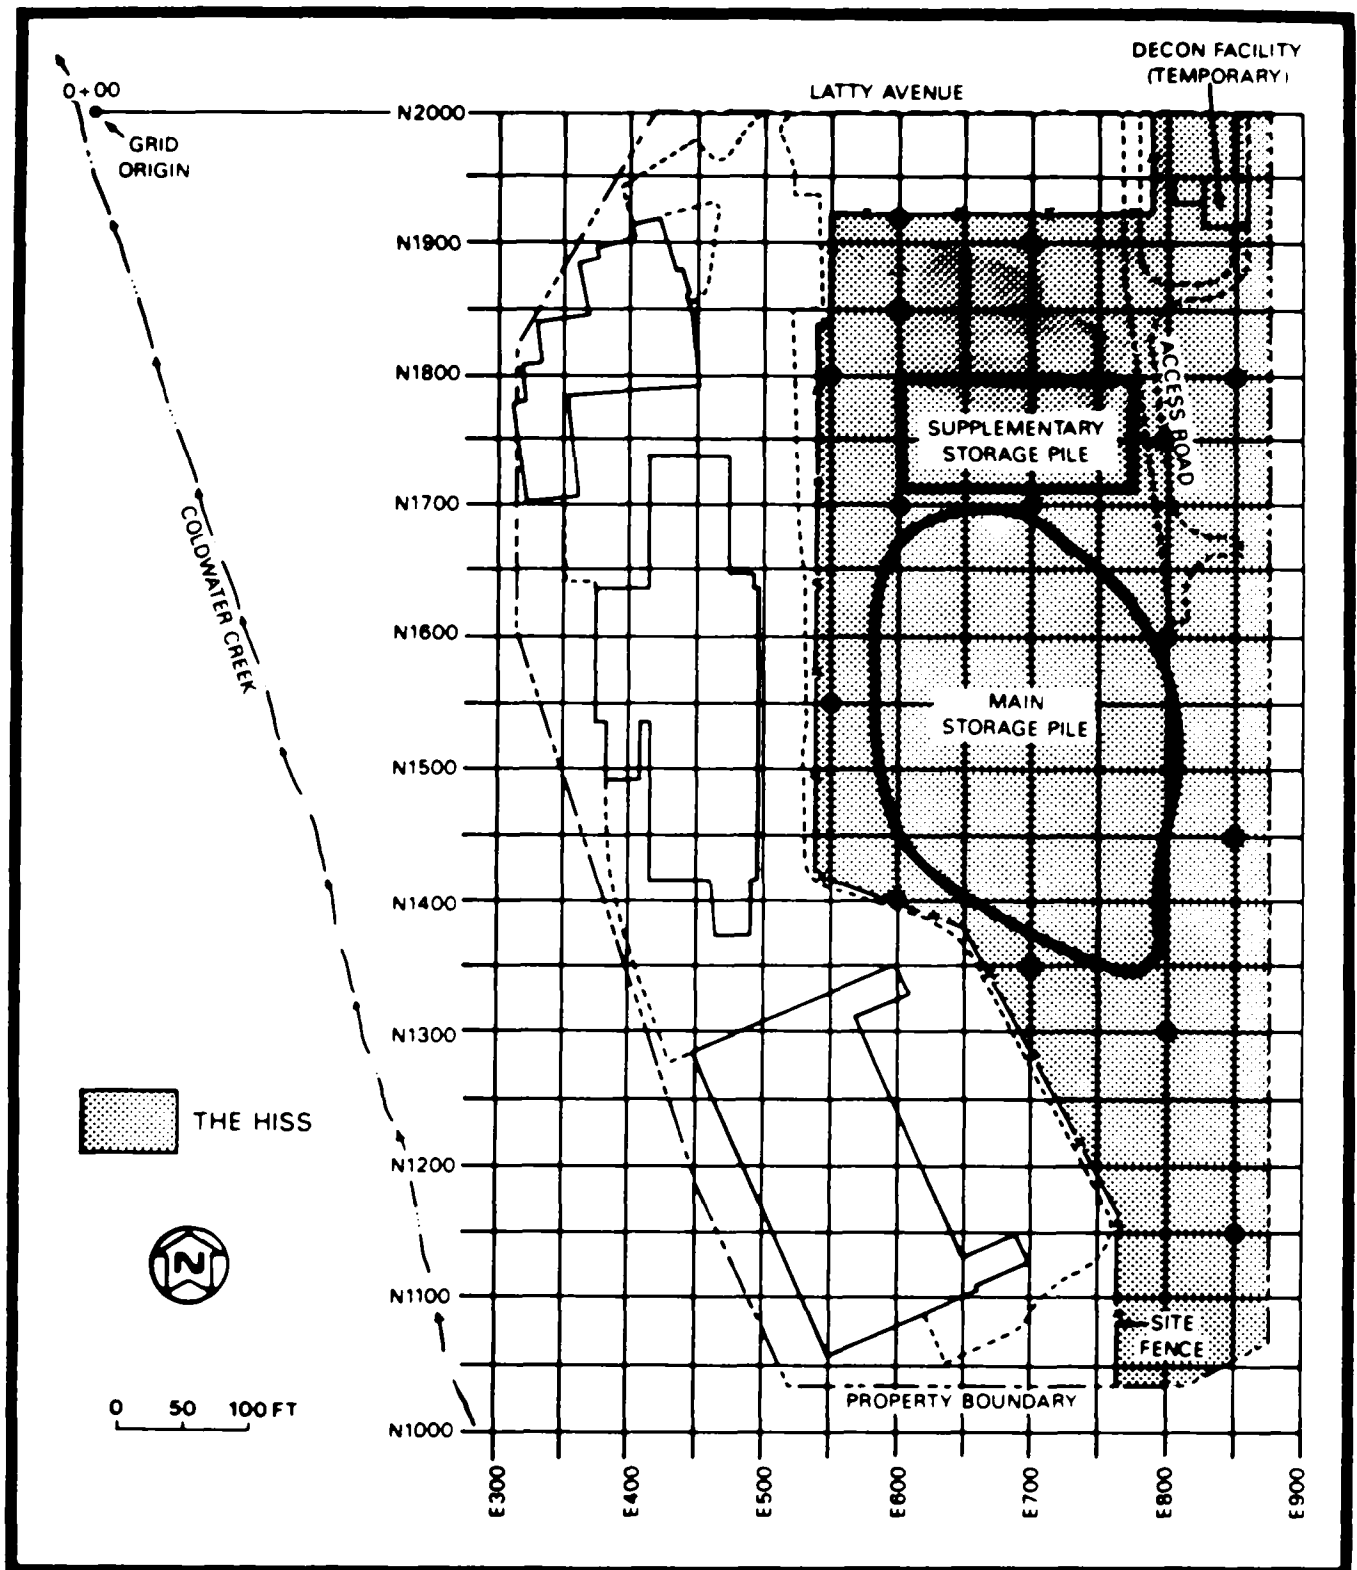 DECON FACILITY
(TEMPORARY)
LATTY AVENUE
0+00
GRID
ORIGIN
N2000
N1900
N1800
N1700
N1600
N1500
N1400
N1300
N1200
N1100
N1000
ACCESS ROAD
SUPPLEMENTARY
STORAGE PILE
COLDWATER CREEK
MAIN
STORAGE PILE
THE HISS
N
SITE
FENCE
PROPERTY BOUNDARY
0 50 100 FT
E300
E400
E500
E600
E700
E800
E900